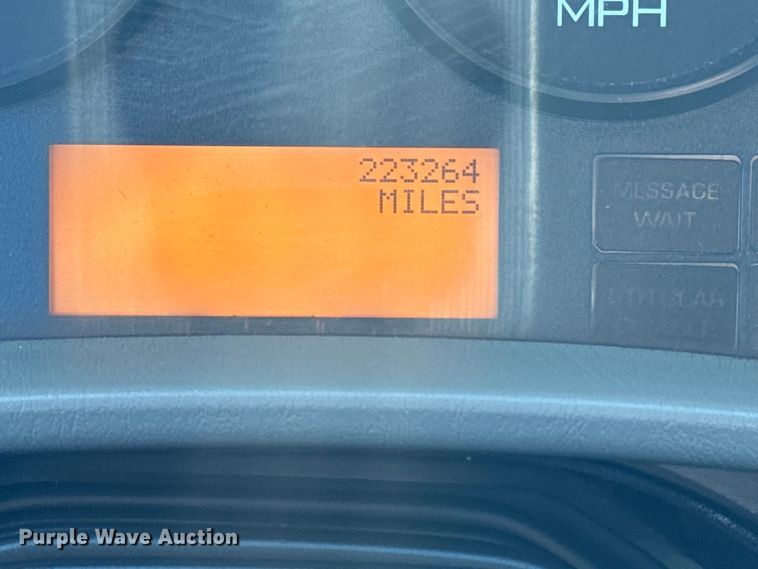 MPH
223264
MILES
MESSAGE
WAIT
Purple Wave Auction